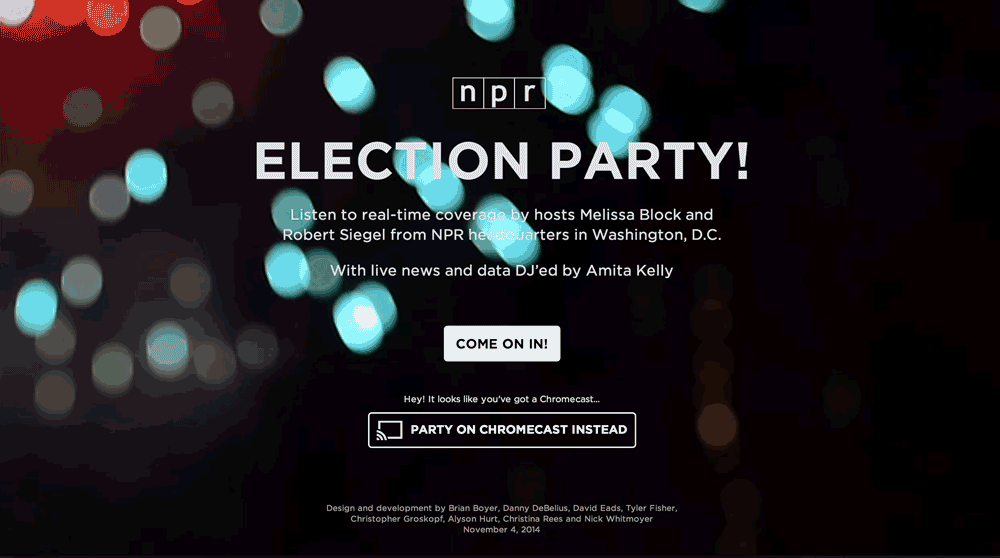 npr
ELECTION PARTY!
Listen to real-time coverage by hosts Melissa Block and
Robert Siegel from NPR headquarters in Washington, D.C.
With live news and data DJ’ed by Amita Kelly
COME ON IN!
Hey! It looks like you've got a Chromecast...
PARTY ON CHROMECAST INSTEAD
Design and development by Brian Boyer, Danny DeBelius, David Eads, Tyler Fisher,
Christopher Groskopf, Alyson Hurt, Christina Rees and Nick Whitmoyer
November 4, 2014